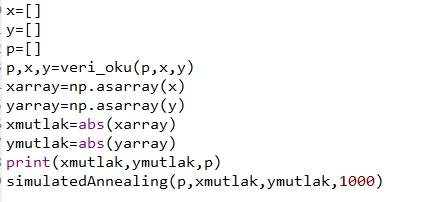 x=[]
y=[]
p=[]
p,x,y=veri_oku(p,x,y)
xarray=np.asarray(x)
yarray=np.asarray(y)
xmutlak=abs(xarray)
ymutlak=abs(yarray)
print(xmutlak,ymutlak,p)
simulatedAnnealing(p,xmutlak,ymutlak,1000)